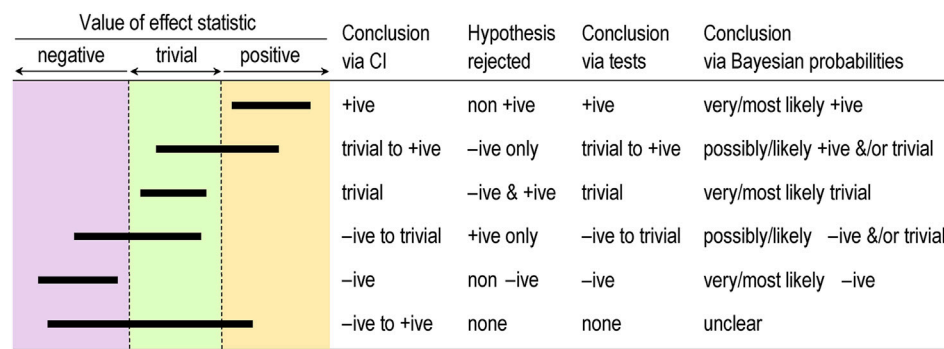 Value of effect statistic
negative trivial positive
Conclusion via CI
Hypothesis rejected
Conclusion via tests
Conclusion via Bayesian probabilities
+ive non +ive +ive very/most likely +ive
trivial to +ive –ive only trivial to +ive possibly/likely +ive &/or trivial
trivial –ive & +ive trivial very/most likely trivial
–ive to trivial +ive only –ive to trivial possibly/likely –ive &/or trivial
–ive non –ive –ive very/most likely –ive
–ive to +ive none none unclear